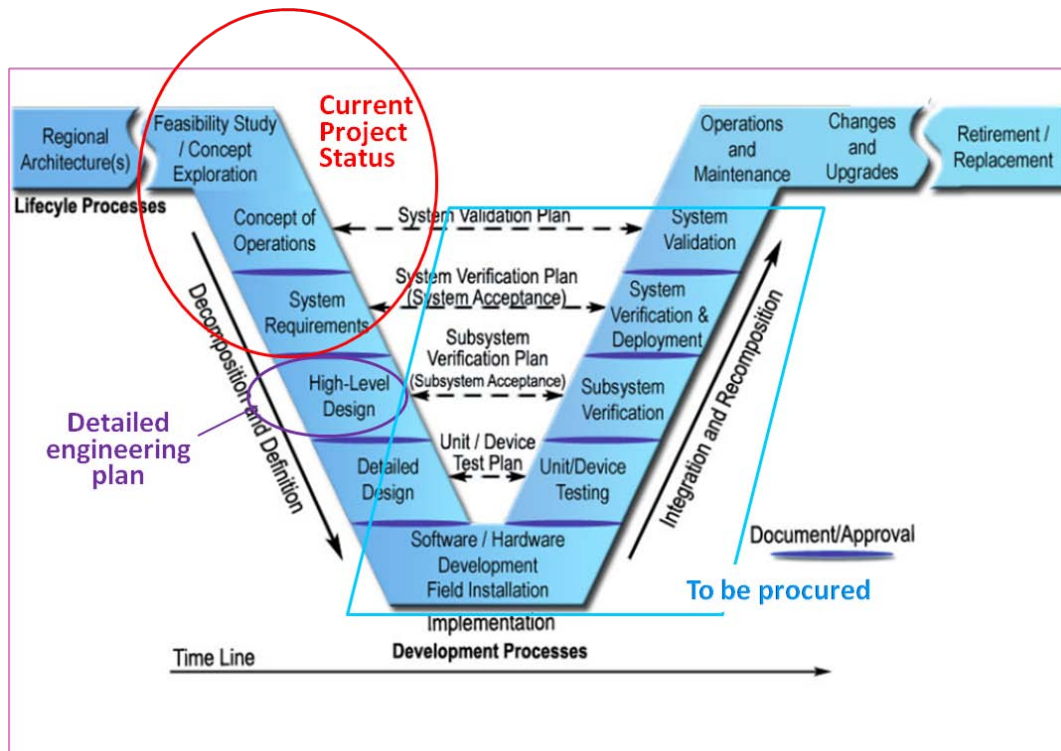 Regional
Architecture(s)
Feasibility Study
/ Concept
Exploration
Current
Project
Status
Operations
and
Maintenance
Changes
and
Upgrades
Retirement /
Replacement
Lifecyle Processes
Concept of
Operations
System Validation Plan
System
Validation
System
Requirements
System Verification Plan
(System Acceptance)
System
Verification &
Deployment
High-Level
Design
Subsystem
Verification Plan
(Subsystem Acceptance)
Subsystem
Verification
Detailed
engineering
plan
Decomposition and Definition
Detailed
Design
Unit / Device
Test Plan
Unit/Device
Testing
Integration and Recomposition
Software / Hardware
Development
Field Installation
Document/Approval
To be procured
Implementation
Development Processes
Time Line